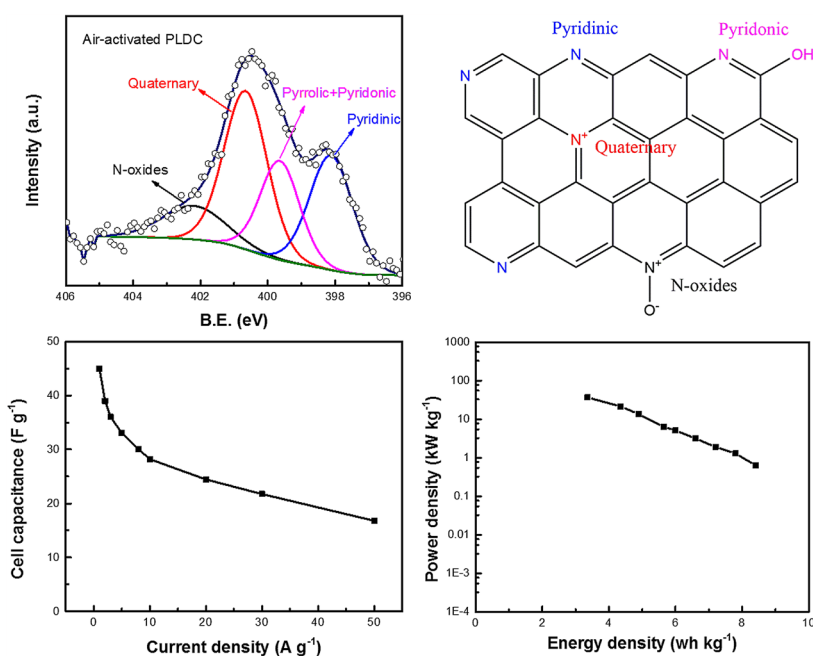 Air-activated PLDC
Quaternary
Pyrrolic+Pyridonic
Pyridinic
N-oxides
Intensity (a.u.)
406 404 402 400 398 396
B.E. (eV)
Pyridinic
Pyridonic
N
N
N
OH
N+
Quaternary
N
N+
N-oxides
O-
50
40
30
20
10
0
Cell capacitance (F g-1)
0 10 20 30 40 50
Current density (A g-1)
1000
100
10
1
0.1
0.01
1E-3
1E-4
Power density (kW kg-1)
0 2 4 6 8 10
Energy density (wh kg-1)